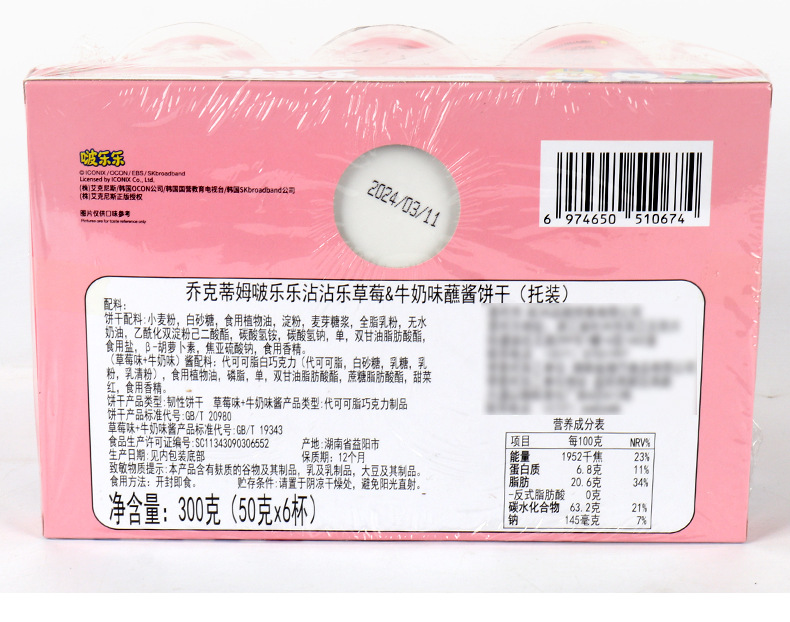 啵乐乐
© ICONIX / OCON / EBS / SKbroadband
Licensed by ICONIX Co., Ltd.
(株)艾克尼斯/韩国OCON公司/韩国国营教育电视台/韩国SKbroadband公司
(株)艾克尼斯正版授权
图片仅供口味参考
Pictures are for taste reference only
2024/03/11
6 974650 510674
乔克蒂姆啵乐乐沾沾乐草莓&牛奶味蘸酱饼干（托装）
配料:
饼干配料:小麦粉，白砂糖，食用植物油，淀粉，麦芽糖浆，全脂乳粉，无水
奶油，乙酰化双淀粉己二酸酯，碳酸氢铵，碳酸氢钠，单，双甘油脂肪酸酯，
食用盐，β-胡萝卜素，焦亚硫酸钠，食用香精。
（草莓味+牛奶味）酱配料: 代可可脂白巧克力（代可可脂，白砂糖，乳糖，乳
粉，乳清粉），食用植物油，磷脂，单，双甘油脂肪酸酯，蔗糖脂肪酸酯，甜菜
红，食用香精。
饼干产品类型:韧性饼干 草莓味+牛奶味酱产品类型:代可可脂巧克力制品
饼干产品标准代号:GB/T 20980
草莓味+牛奶味酱产品标准代号:GB/T 19343
食品生产许可证编号:SC11343090306552 产地:湖南省益阳市
生产日期:见内包装底部 保质期: 12个月
致敏物质提示:本产品含有麸质的谷物及其制品，乳及乳制品，大豆及其制品。
食用方法: 开封即食。 贮存条件:请置于阴凉干燥处，避免阳光直射。
净含量: 300克（50克x6杯）
营养成分表
项目 每100克 NRV%
能量 1952千焦 23%
蛋白质 6.8克 11%
脂肪 20.6克 34%
-反式脂肪酸 0克
碳水化合物 63.2克 21%
钠 145毫克 7%